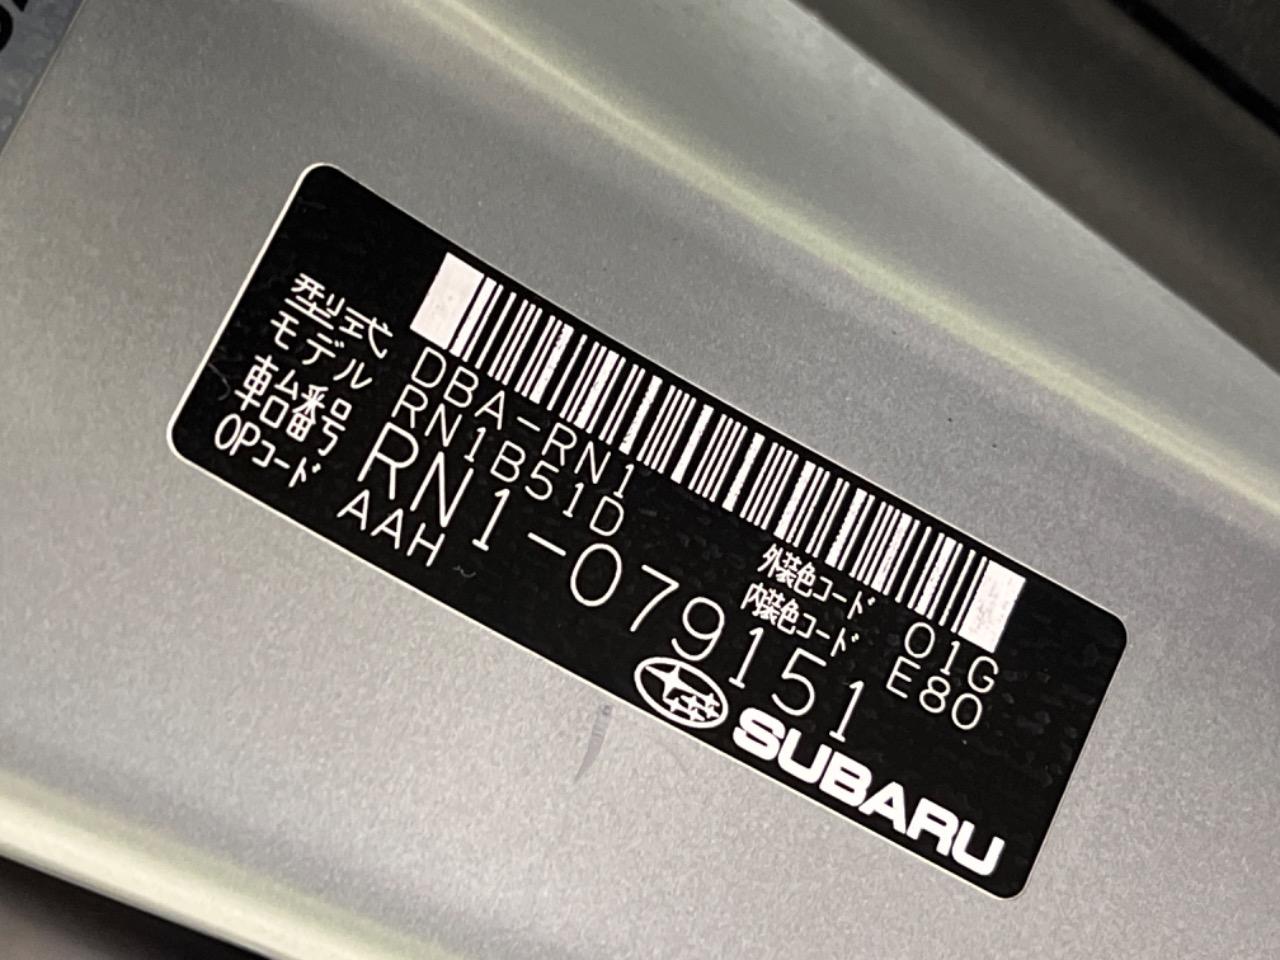 型式 DBA-RN1
モデル RN1B51D
車台番号 RN1-079151
OPコード AAH
外装色コード 01G
内装色コード E80
SUBARU